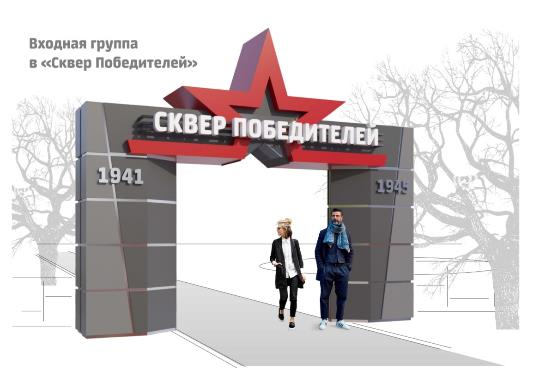 Входная группа
в «Сквер Победителей»
СКВЕР ПОБЕДИТЕЛЕЙ
1941
1945